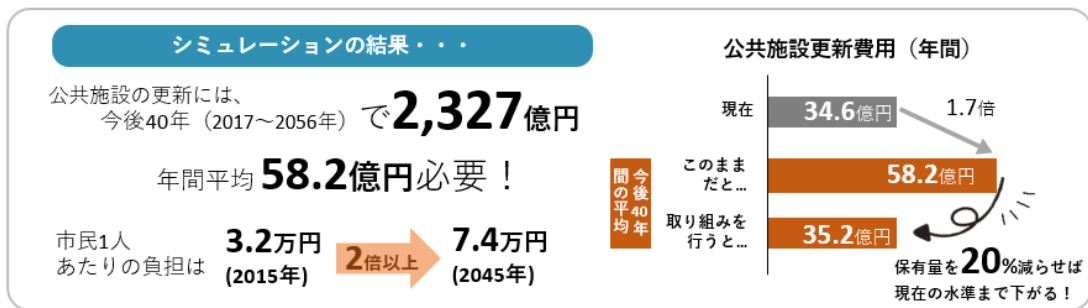 シミュレーションの結果・・・
公共施設の更新には、
今後40年（2017～2056年）で2,327億円
年間平均58.2億円必要！
市民1人
あたりの負担は
3.2万円
(2015年)
2倍以上
7.4万円
(2045年)
公共施設更新費用（年間）
現在
34.6億円
1.7倍
今後40年
間の平均
このまま
だと…
58.2億円
取り組みを
行うと…
35.2億円
保有量を20%減らせば
現在の水準まで下がる！